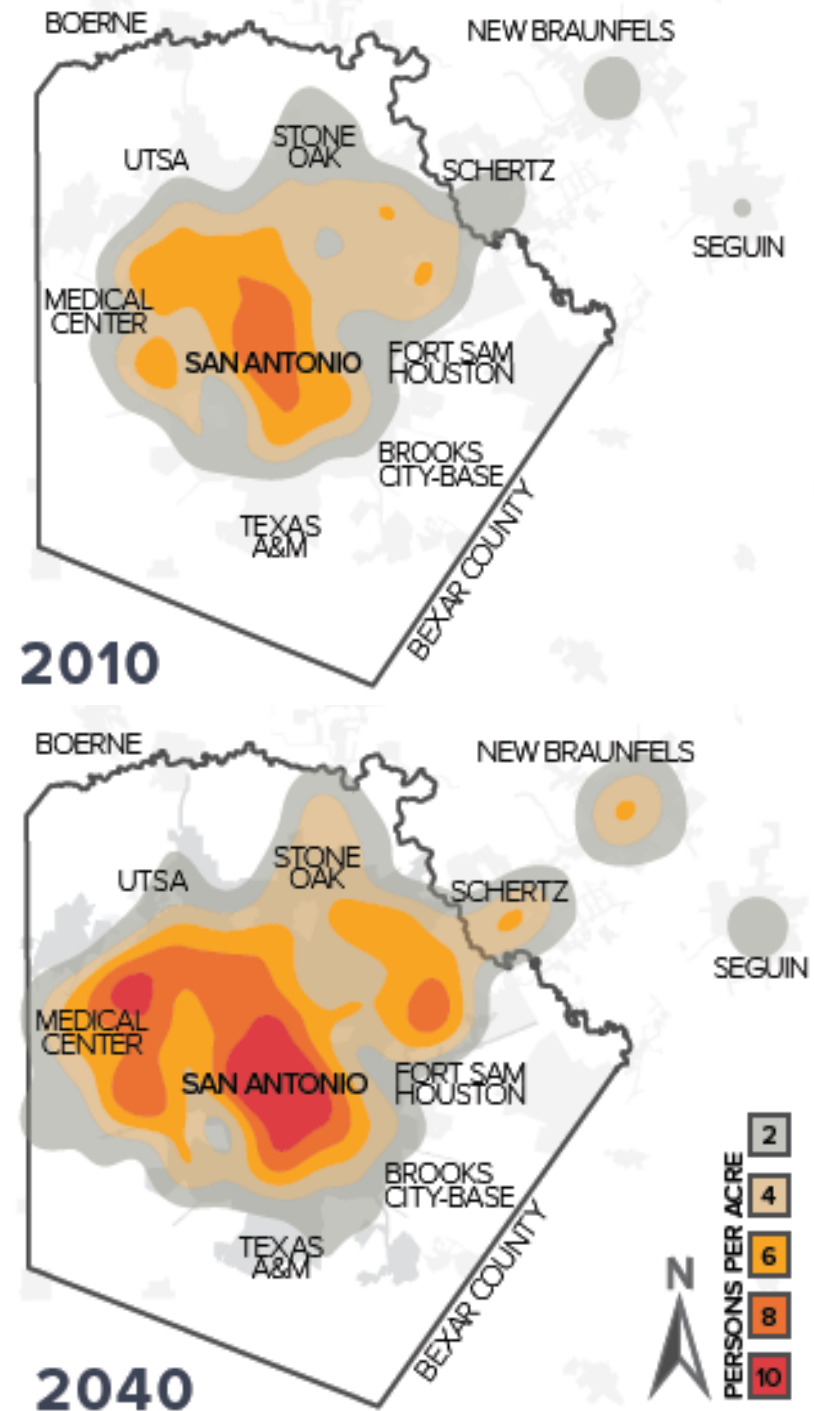 BOERNE
NEW BRAUNFELS
STONE
OAK
UTSA
SCHERTZ
SEGUIN
MEDICAL
CENTER
SAN ANTONIO
FORT SAM
HOUSTON
BROOKS
CITY-BASE
TEXAS
A&M
BEXAR COUNTY
2010
BOERNE
NEW BRAUNFELS
STONE
OAK
UTSA
SCHERTZ
SEGUIN
MEDICAL
CENTER
SAN ANTONIO
FORT SAM
HOUSTON
BROOKS
CITY-BASE
TEXAS
A&M
BEXAR COUNTY
2040
N
PERSONS PER ACRE
2
4
6
8
10